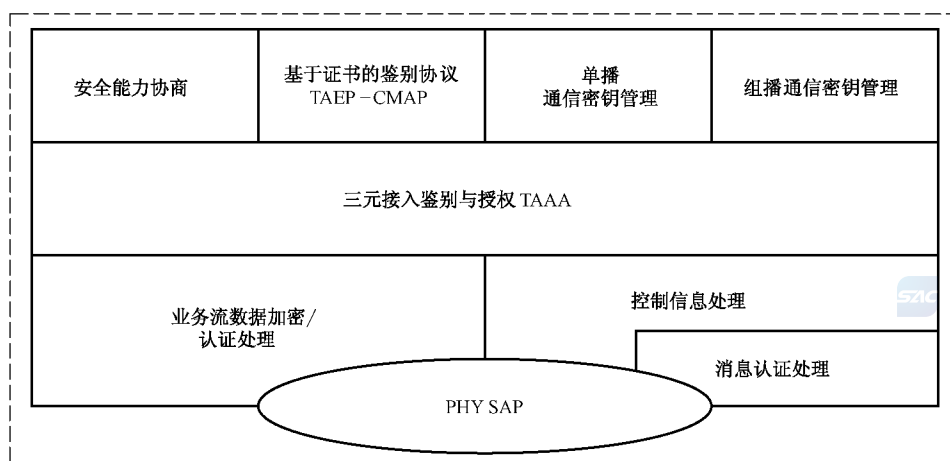 安全能力协商
基于证书的鉴别协议
TAEP-CMAP
单播
通信密钥管理
组播通信密钥管理
三元接入鉴别与授权 TAAA
业务流数据加密/
认证处理
控制信息处理
SAC
消息认证处理
PHY SAP